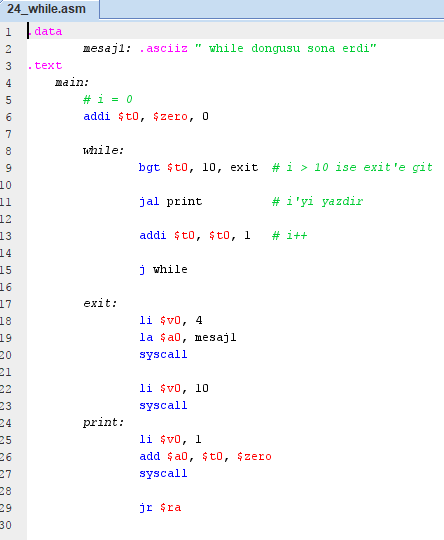 24_while.asm
1 .data
2 mesaj1: .asciiz " while dongusu sona erdi"
3 .text
4 main:
5 # i = 0
6 addi $t0, $zero, 0
7
8 while:
9 bgt $t0, 10, exit # i > 10 ise exit'e git
10
11 jal print # i'yi yazdir
12
13 addi $t0, $t0, 1 # i++
14
15 j while
16
17 exit:
18 li $v0, 4
19 la $a0, mesaj1
20 syscall
21
22 li $v0, 10
23 syscall
24 print:
25 li $v0, 1
26 add $a0, $t0, $zero
27 syscall
28
29 jr $ra
30